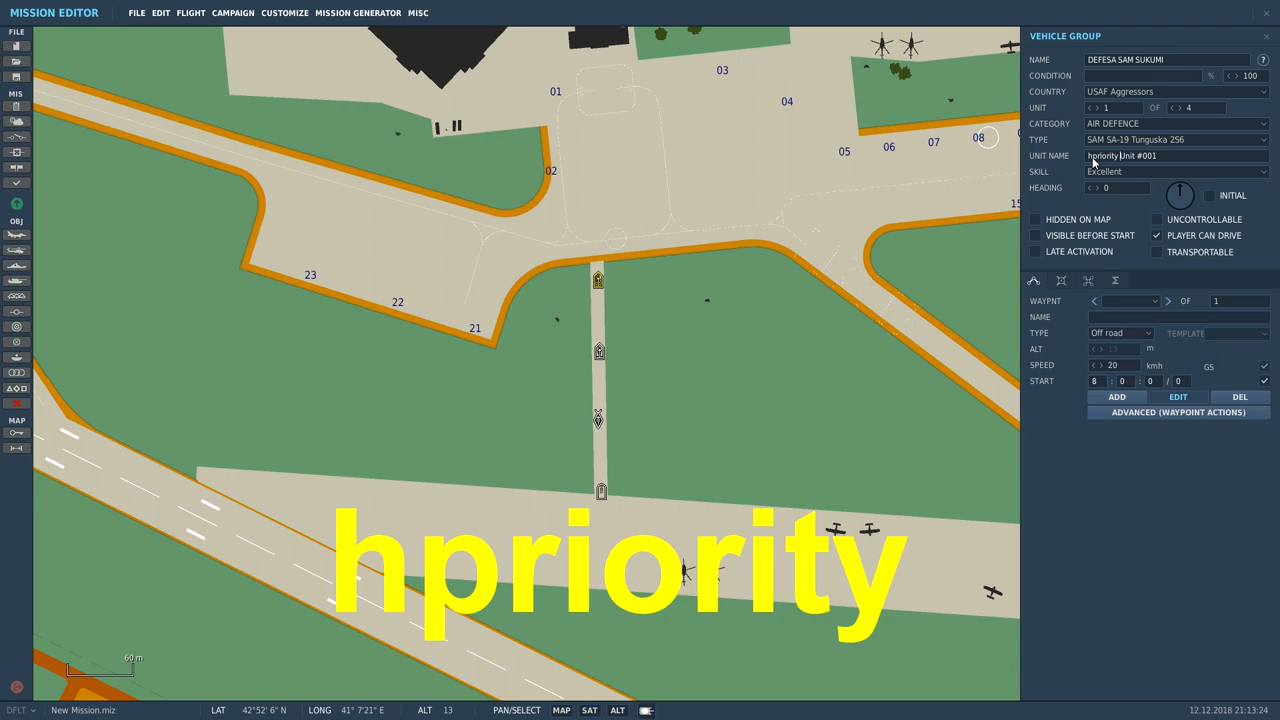 MISSION EDITOR FILE EDIT FLIGHT CAMPAIGN CUSTOMIZE MISSION GENERATOR MISC
FILE
MIS
OBJ
MAP
01
02
03
04
05
06
07
08
15
23
22
21
60 m
hpriority
VEHICLE GROUP
NAME DEFESA SAM SUKUMI ?
CONDITION % < > 100
COUNTRY USAF Aggressors
UNIT < > 1 OF < > 4
CATEGORY AIR DEFENCE
TYPE SAM SA-19 Tunguska 2S6
UNIT NAME hpriority Unit #001
SKILL Excellent
HEADING < > 0 INITIAL
HIDDEN ON MAP UNCONTROLLABLE
VISIBLE BEFORE START PLAYER CAN DRIVE
LATE ACTIVATION TRANSPORTABLE
WAYPNT < > OF 1
NAME
TYPE Off road TEMPLATE
ALT < > 13 m
SPEED < > 20 kmh GS
START 8 : 0 : 0 / 0
ADD EDIT DEL
ADVANCED (WAYPOINT ACTIONS)
DFLT New Mission.miz LAT 42°52' 6" N LONG 41° 7'21" E ALT 13 PAN/SELECT MAP SAT ALT 12.12.2018 21:13:24